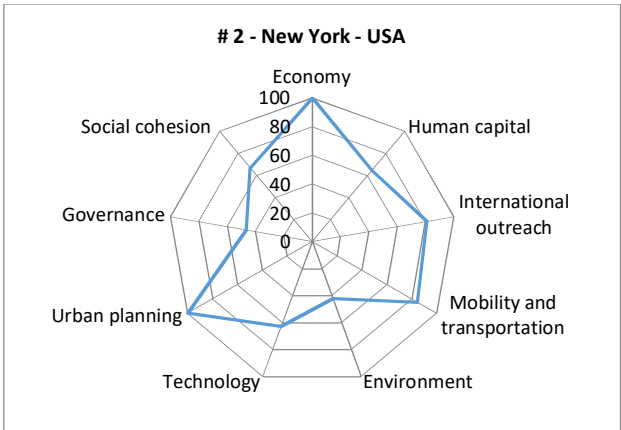 # 2 - New York - USA
Economy
100
80
60
40
20
0
Human capital
International
outreach
Mobility and
transportation
Environment
Technology
Urban planning
Governance
Social cohesion